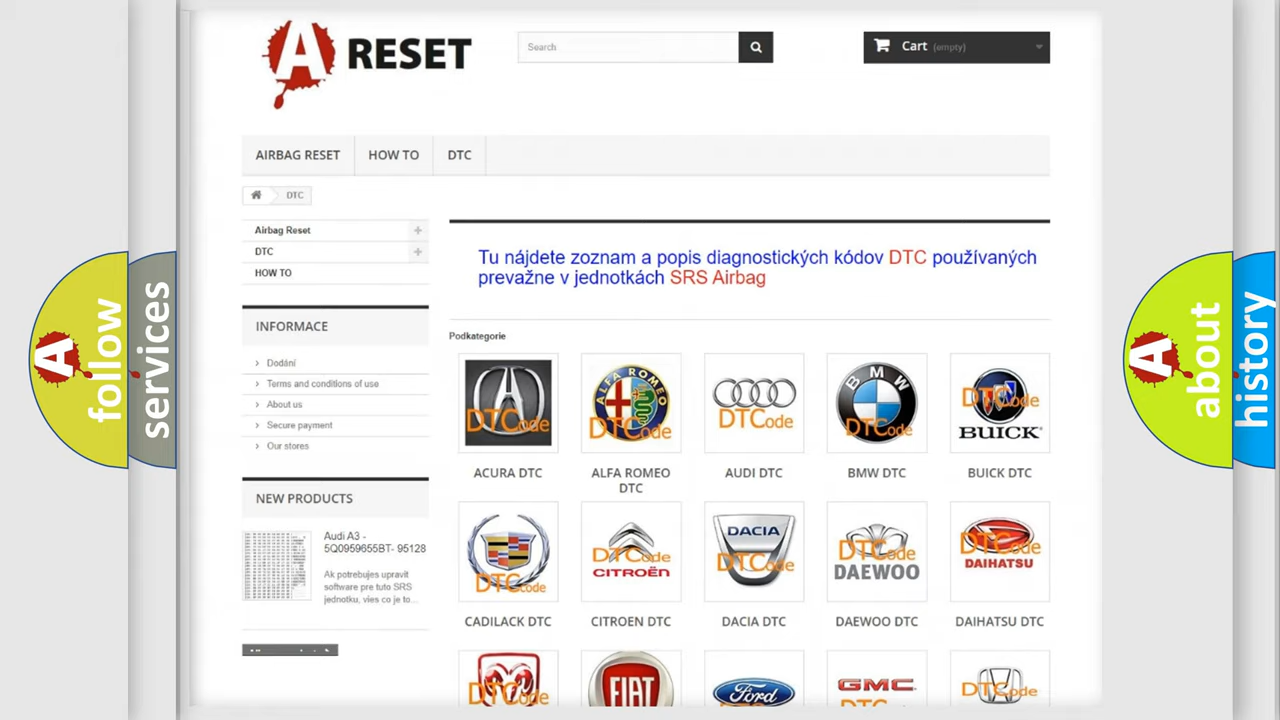 A RESET
Search
Cart (empty)
AIRBAG RESET
HOW TO
DTC
DTC
Airbag Reset
DTC
HOW TO
INFORMACE
Dodání
Terms and conditions of use
About us
Secure payment
Our stores
NEW PRODUCTS
Audi A3 -
5Q0959655BT- 95128
Ak potrebujes upravit
software pre tuto SRS
jednotku, vies co je to...
Tu nájdete zoznam a popis diagnostických kódov DTC používaných
prevažne v jednotkách SRS Airbag
Podkategorie
DTCode
ALFA ROMEO
DTCode
DTCode
BMW
DTCode
DTCode
BUICK
ACURA DTC
ALFA ROMEO
DTC
AUDI DTC
BMW DTC
BUICK DTC
DTCode
DTCode
CITROËN
DACIA
DTCode
DTCode
DAEWOO
DTCode
DAIHATSU
CADILACK DTC
CITROEN DTC
DACIA DTC
DAEWOO DTC
DAIHATSU DTC
DTCode
FIAT
Ford
GMC
DTCode
A
follow
services
A
about
history